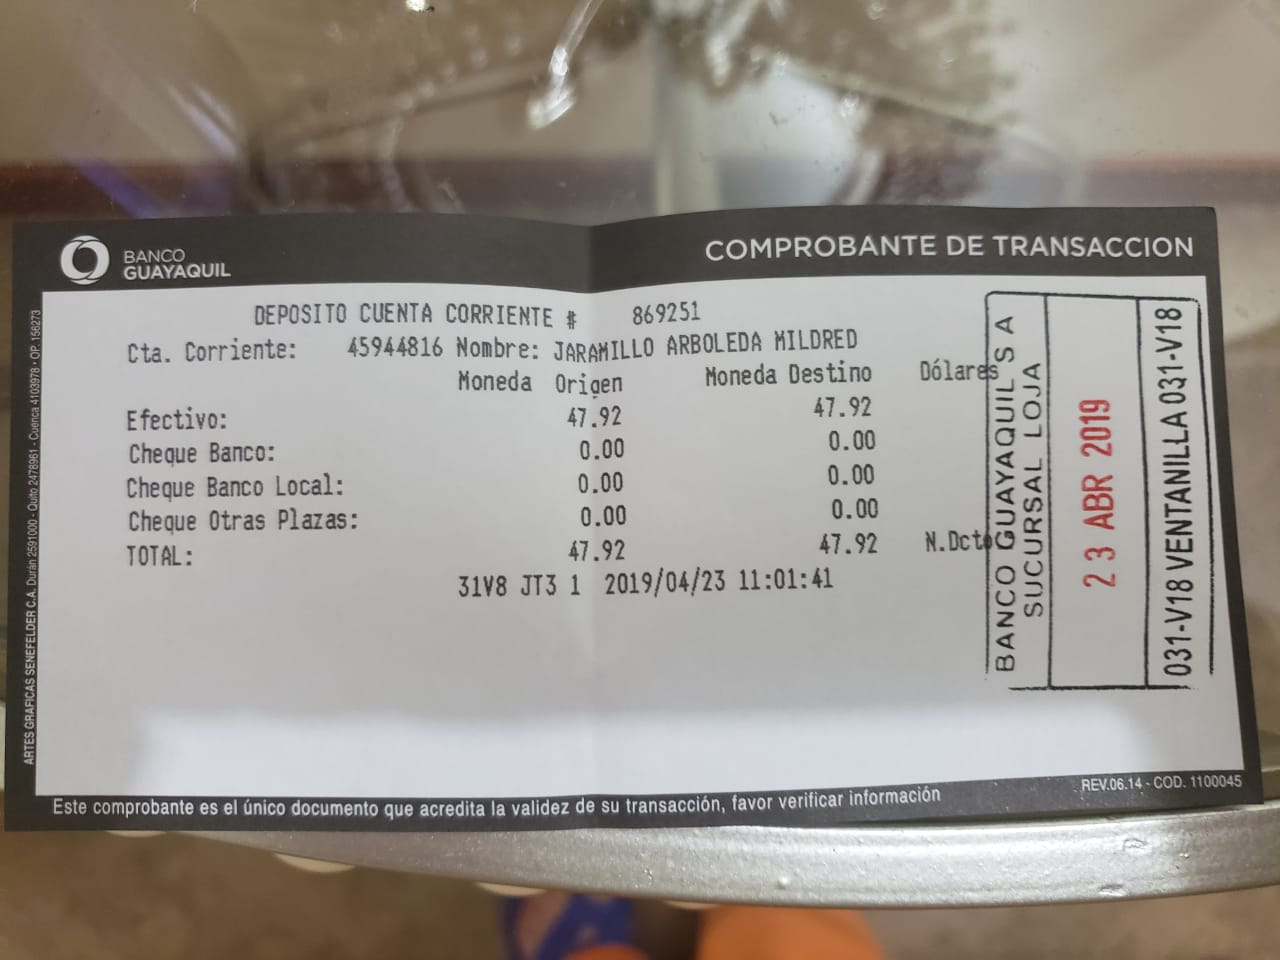 BANCO
GUAYAQUIL
COMPROBANTE DE TRANSACCION
DEPOSITO CUENTA CORRIENTE # 869251
Cta. Corriente: 45944816 Nombre: JARAMILLO ARBOLEDA MILDRED
Moneda Origen Moneda Destino Dólares
Efectivo: 47.92 47.92
Cheque Banco: 0.00 0.00
Cheque Banco Local: 0.00 0.00
Cheque Otras Plazas: 0.00 0.00
TOTAL: 47.92 47.92 N.Dcto
31V8 JT3 1 2019/04/23 11:01:41
BANCO GUAYAQUIL S A
SUCURSAL LOJA
23 ABR 2019
031-V18 VENTANILLA 031-V18
ARTES GRAFICAS SENEFELDER C.A. Durán 2591000 - Quito 2476961 - Cuenca 4103978 - OP. 156273
Este comprobante es el único documento que acredita la validez de su transacción, favor verificar información
REV.06.14 - COD. 1100045